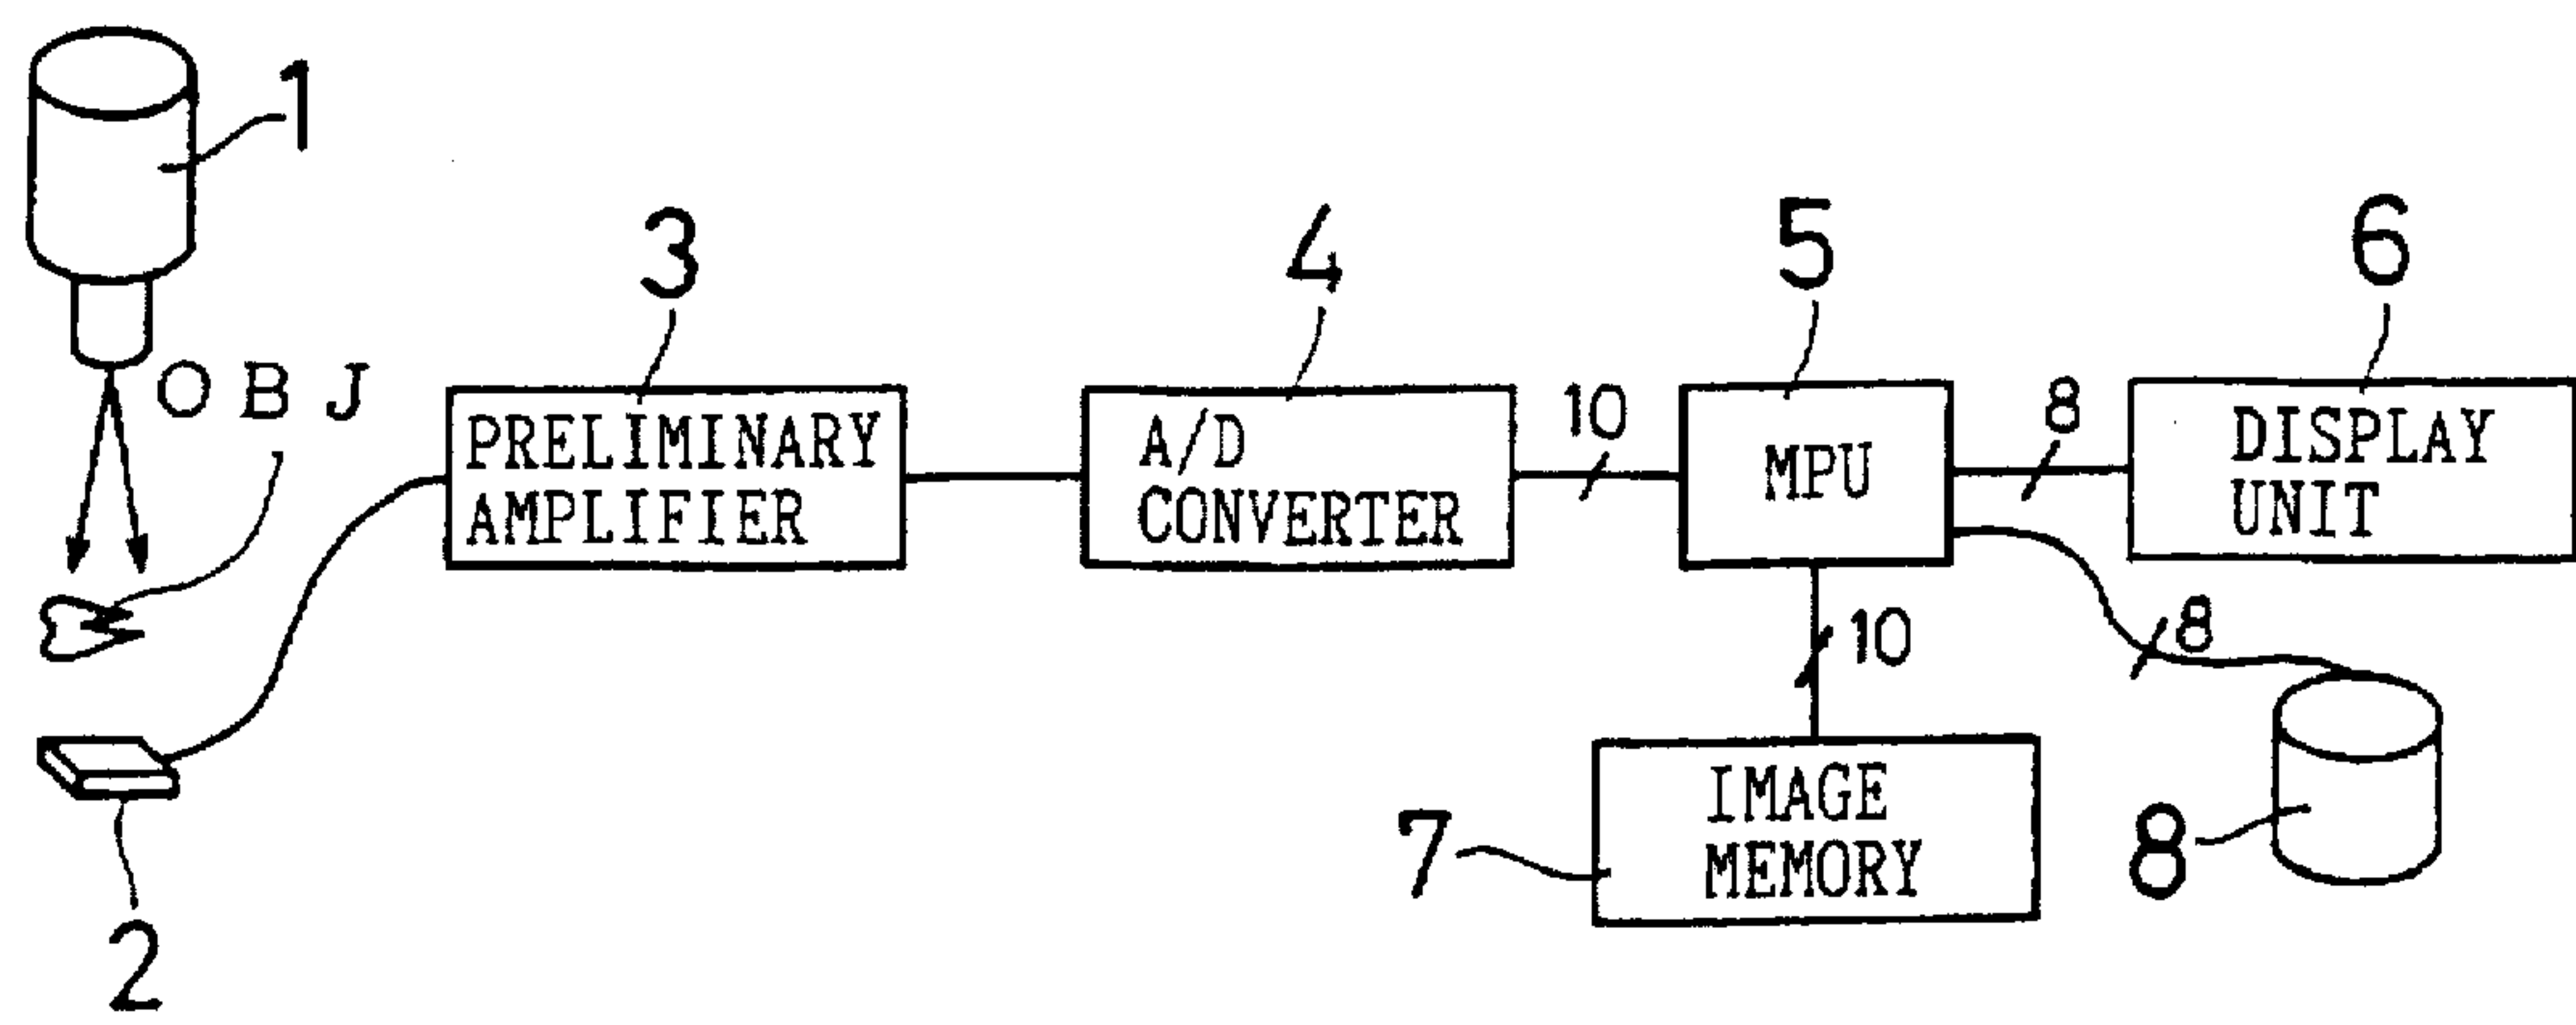 1
O B J
3
PRELIMINARY
AMPLIFIER
4
A/D
CONVERTER
10
5
MPU
8
6
DISPLAY
UNIT
10
8
7
IMAGE
MEMORY
8
2